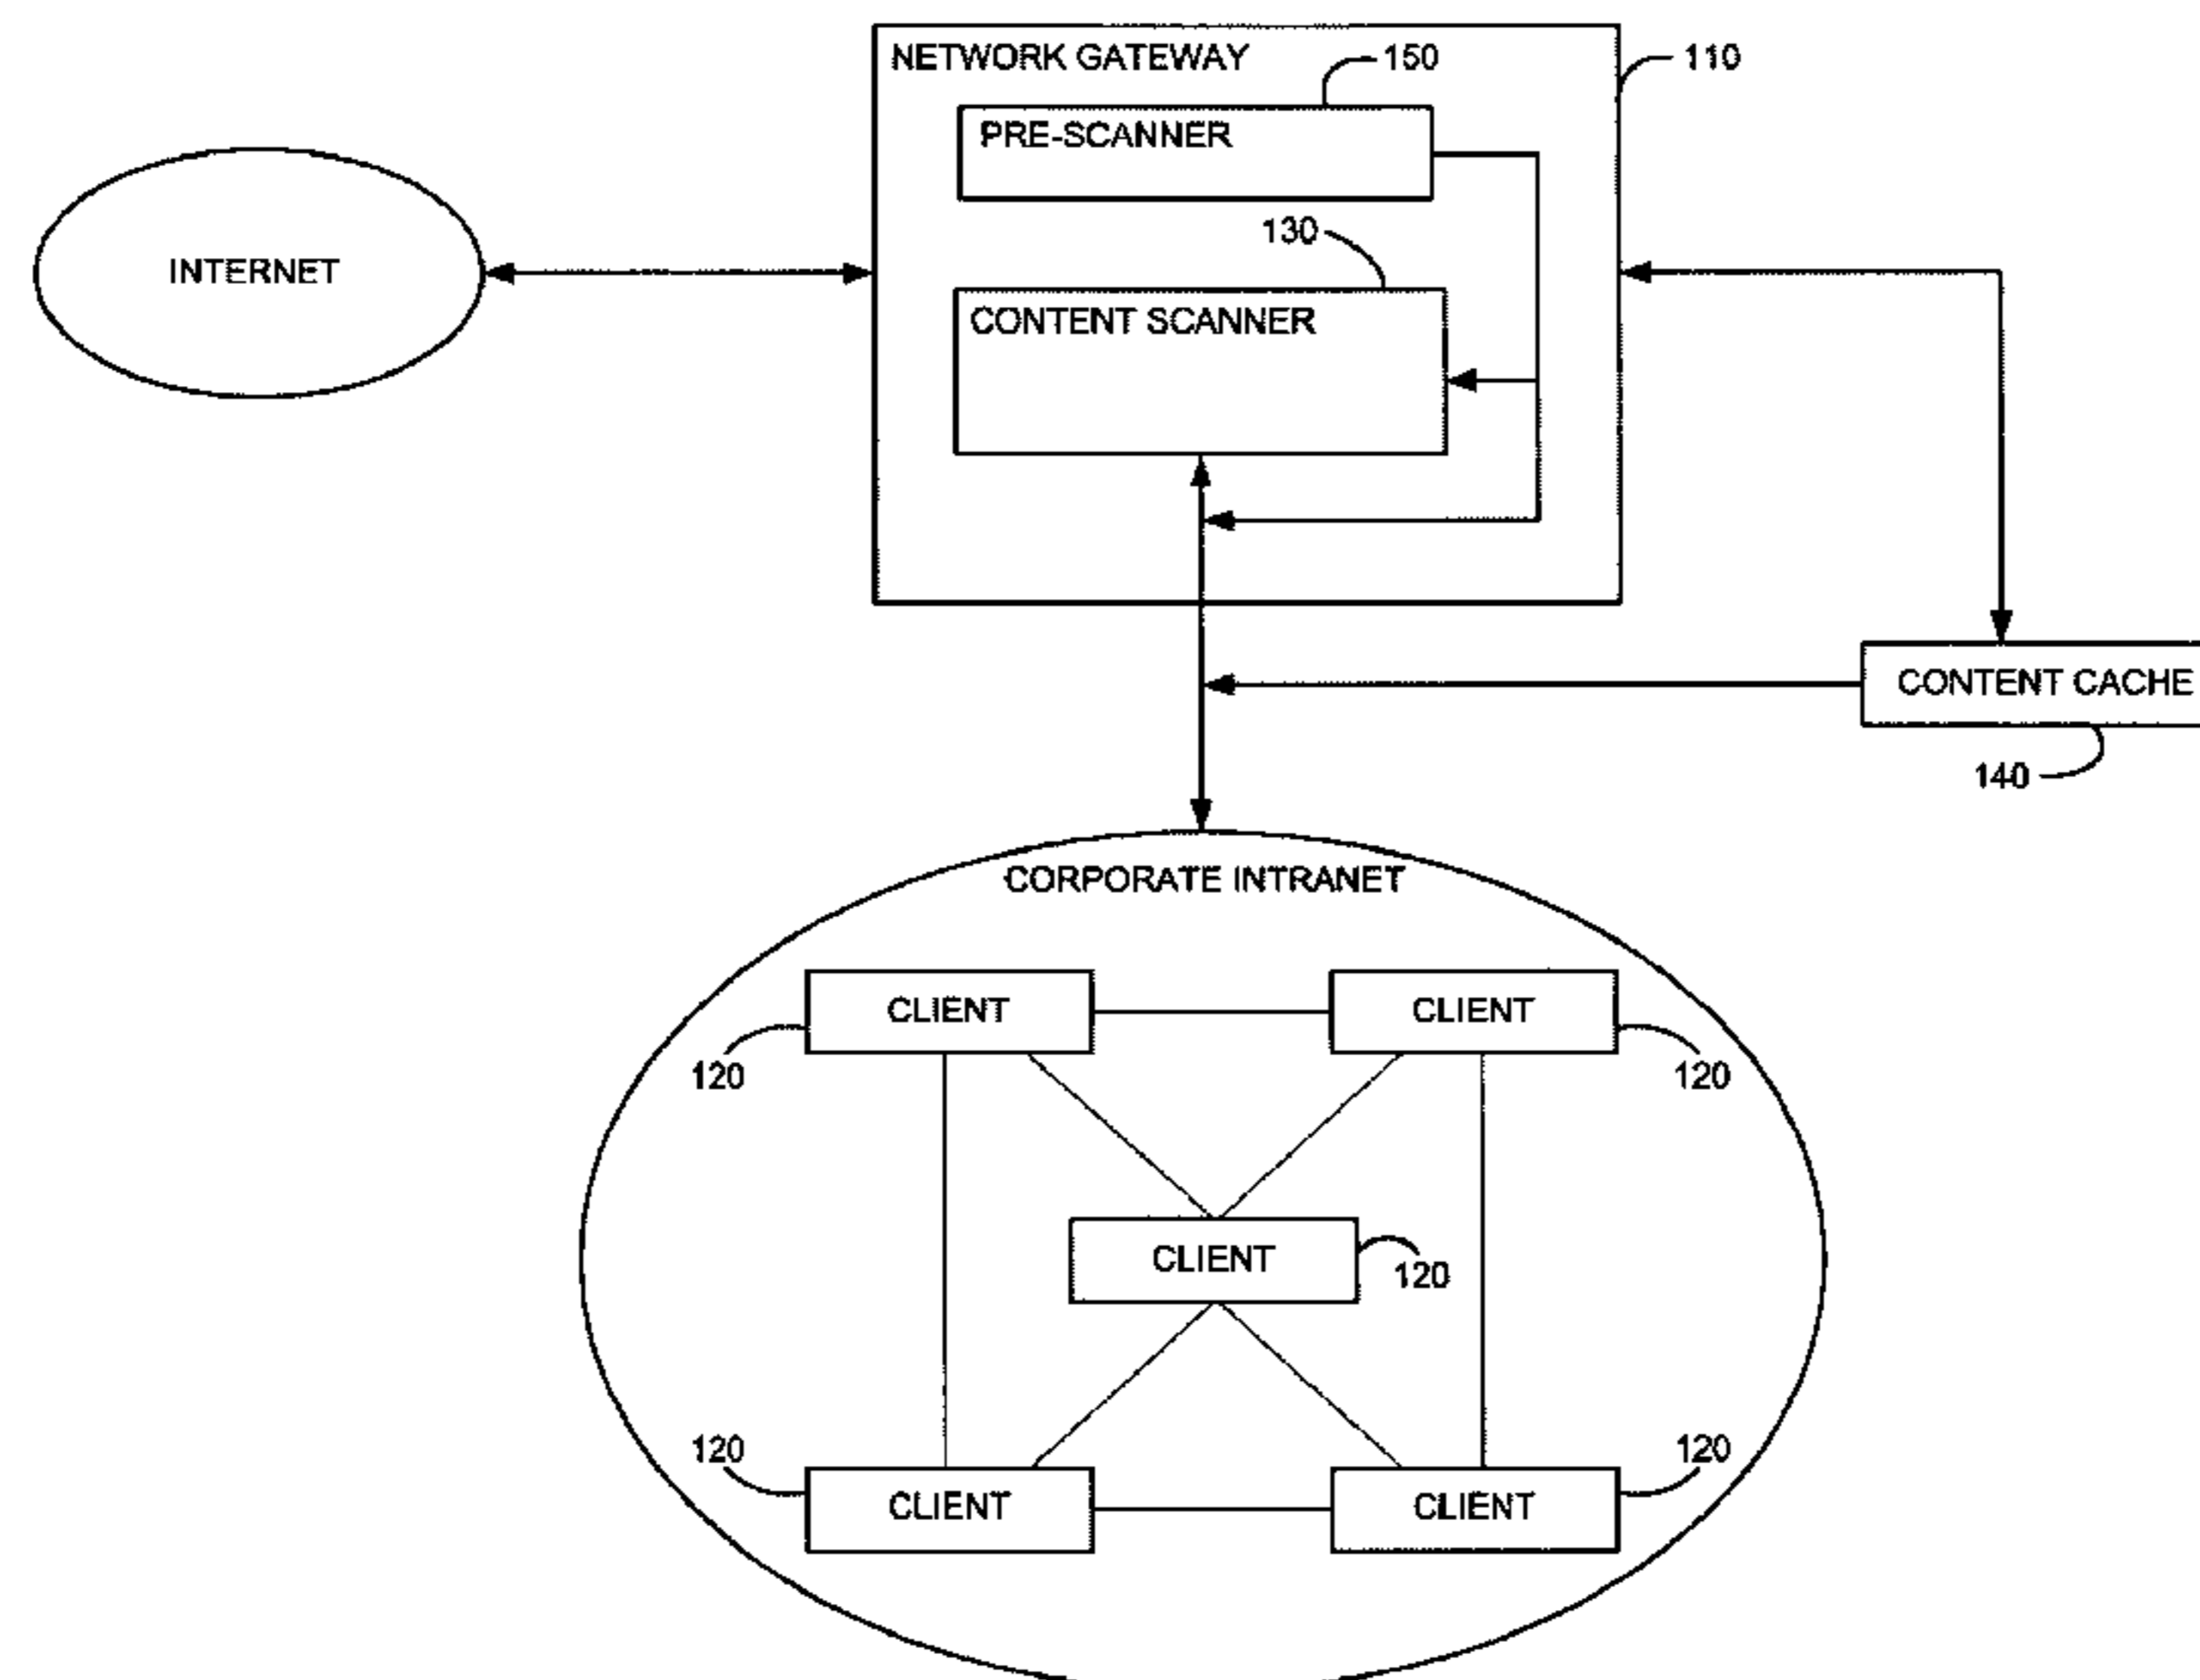 NETWORK GATEWAY
150
110
PRE-SCANNER
130
INTERNET
CONTENT SCANNER
CONTENT CACHE
140
CORPORATE INTRANET
CLIENT
CLIENT
120
120
CLIENT
120
120
120
CLIENT
CLIENT